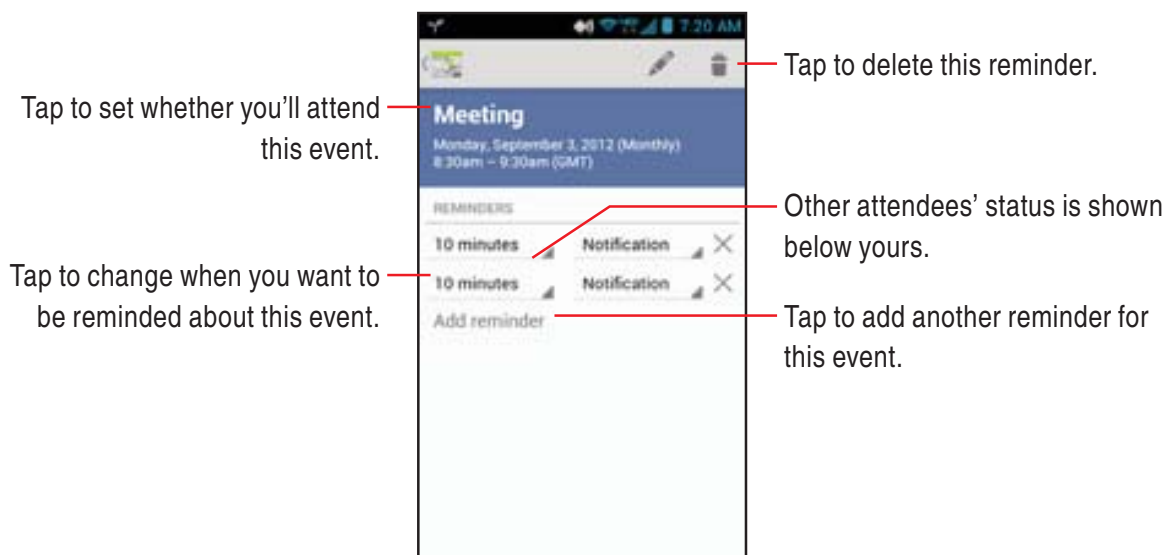 7:20 AM
Tap to delete this reminder.
Tap to set whether you’ll attend
this event.
Meeting
Monday, September 3, 2012 (Monthly)
8:30am – 9:30am (GMT)
REMINDERS
Other attendees’ status is shown
below yours.
10 minutes Notification
Tap to change when you want to
be reminded about this event.
10 minutes Notification
Add reminder
Tap to add another reminder for
this event.